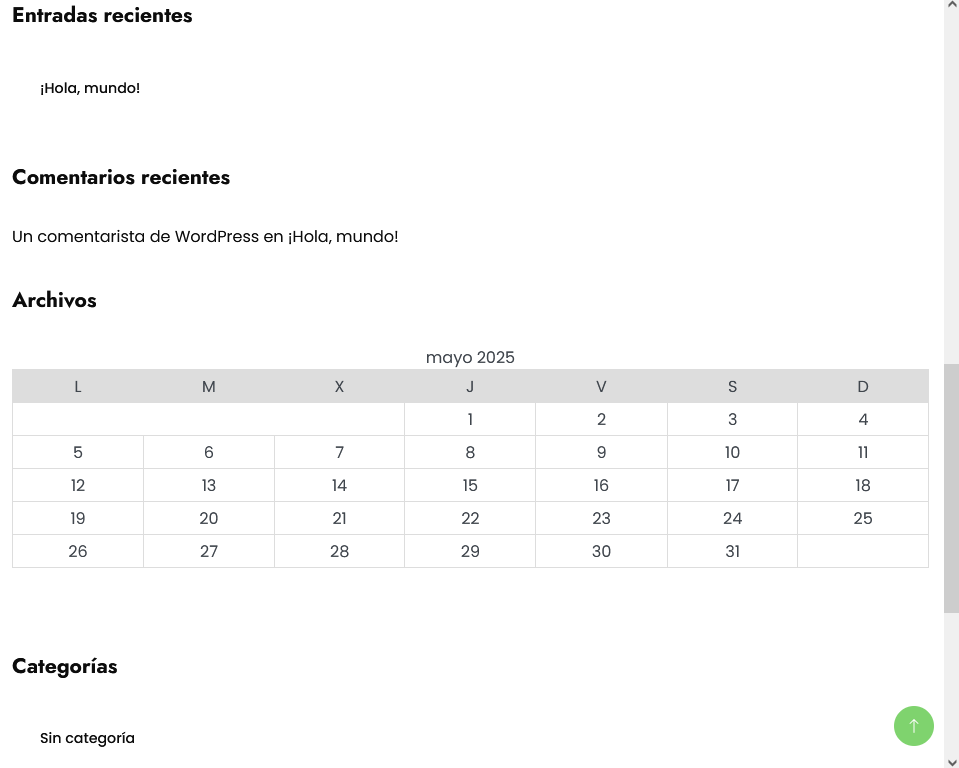 Entradas recientes
¡Hola, mundo!
Comentarios recientes
Un comentarista de WordPress en ¡Hola, mundo!
Archivos
mayo 2025
L M X J V S D
1 2 3 4
5 6 7 8 9 10 11
12 13 14 15 16 17 18
19 20 21 22 23 24 25
26 27 28 29 30 31
Categorías
Sin categoría